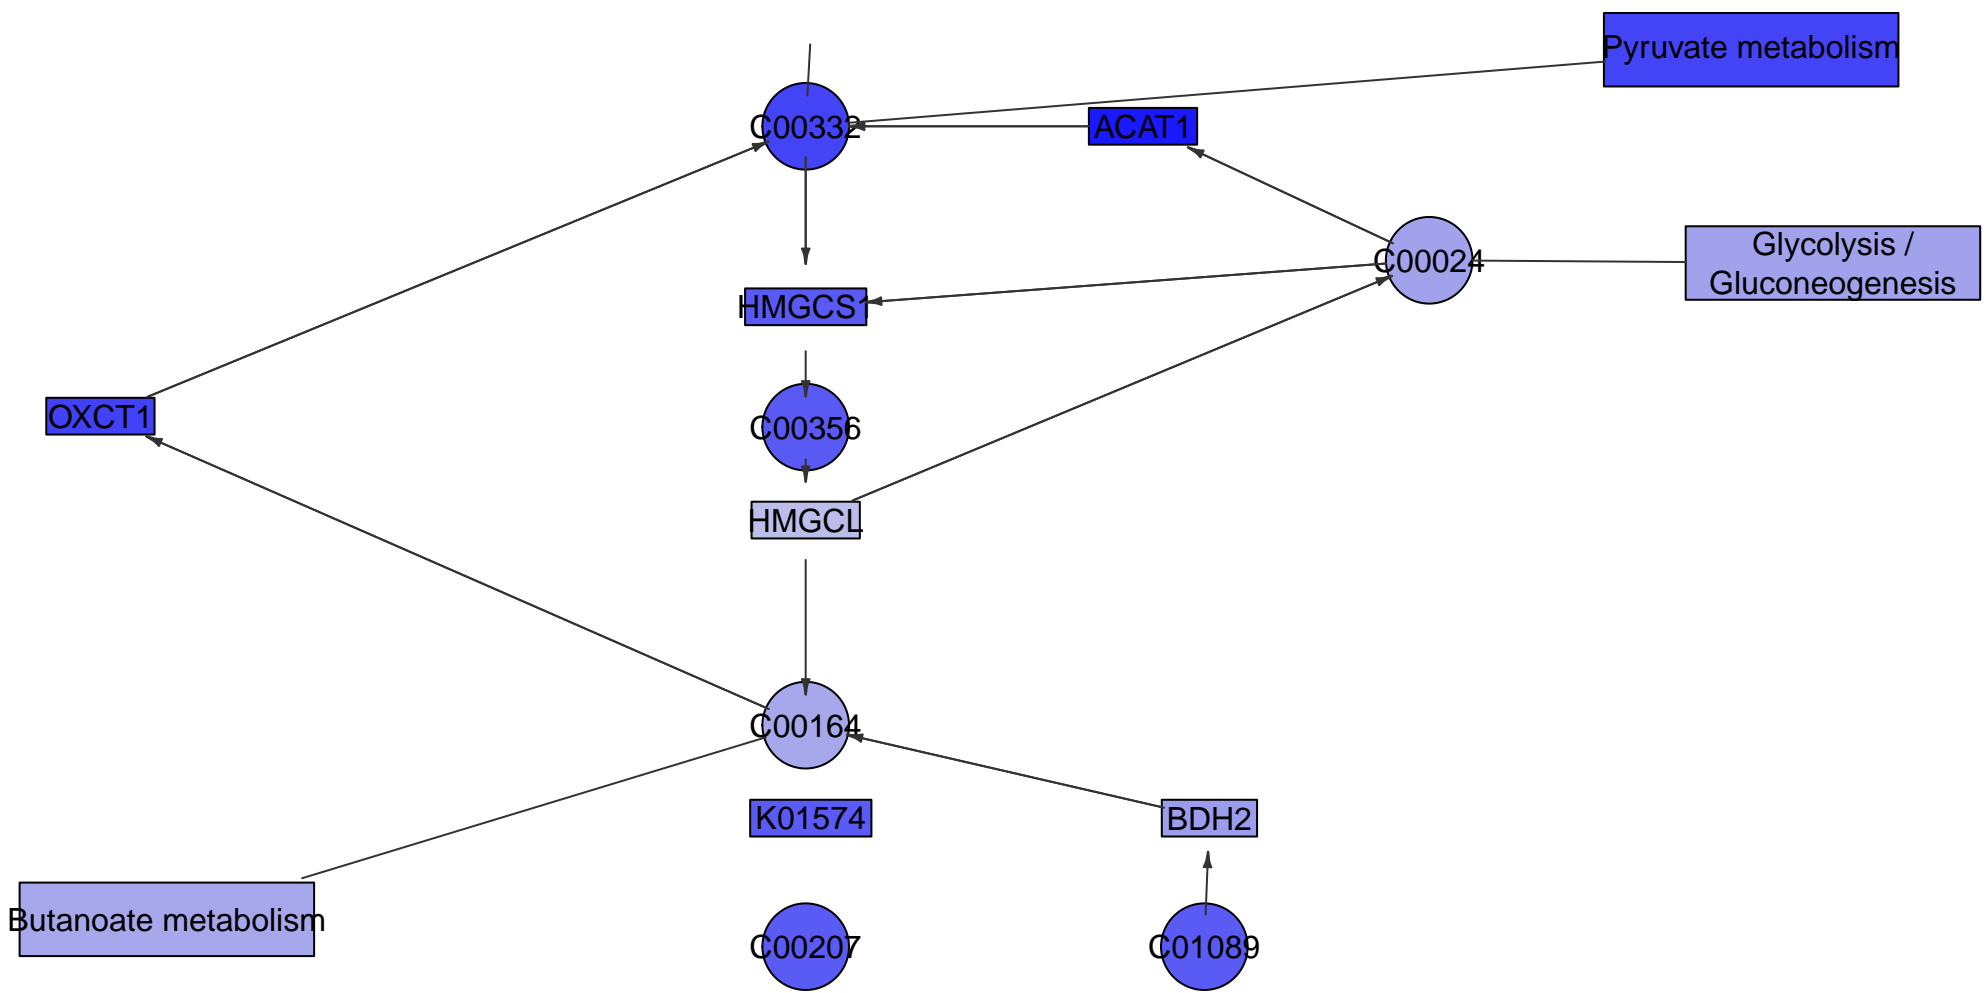 Pyruvate metabolism
C00332
ACAT1
Glycolysis /
Gluconeogenesis
C00024
HMGCS1
OXCT1
C00356
HMGCL
C00164
K01574
BDH2
Butanoate metabolism
C00207
C01089